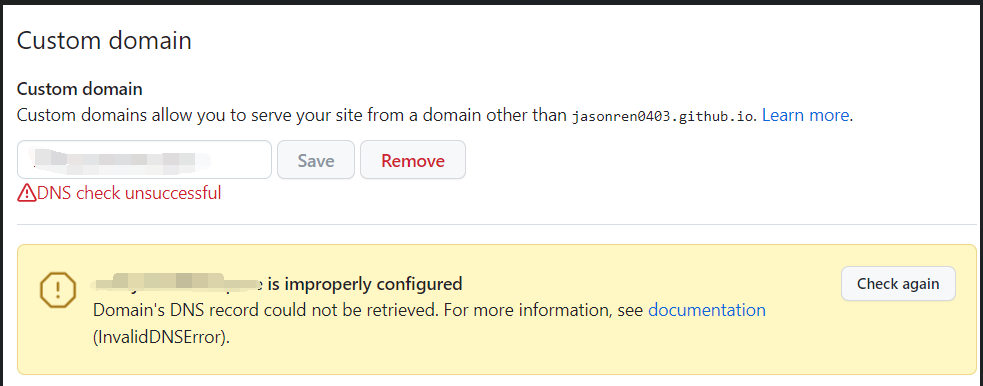 Custom domain
Custom domain
Custom domains allow you to serve your site from a domain other than jasonren0403.github.io. Learn more.
Save Remove
DNS check unsuccessful
is improperly configured
Check again
Domain's DNS record could not be retrieved. For more information, see documentation
(InvalidDNSError).